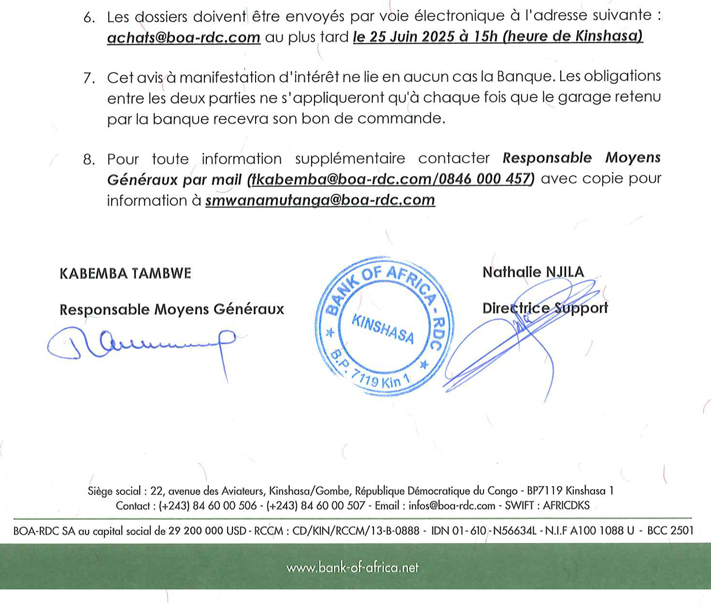 6. Les dossiers doivent être envoyés par voie électronique à l'adresse suivante :
achats@boa-rdc.com au plus tard le 25 Juin 2025 à 15h (heure de Kinshasa)
7. Cet avis à manifestation d'intérêt ne lie en aucun cas la Banque. Les obligations
entre les deux parties ne s'appliqueront qu'à chaque fois que le garage retenu
par la banque recevra son bon de commande.
8. Pour toute information supplémentaire contacter Responsable Moyens
Généraux par mail (tkabemba@boa-rdc.com/0846 000 457) avec copie pour
information à smwanamutanga@boa-rdc.com
KABEMBA TAMBWE
Responsable Moyens Généraux
BANK OF AFRICA - RDC
KINSHASA
B.P. 7119 Kin 1
Nathalie NJILA
Directrice Support
Siège social : 22, avenue des Aviateurs, Kinshasa/Gombe, République Démocratique du Congo - BP7119 Kinshasa 1
Contact : (+243) 84 60 00 506 - (+243) 84 60 00 507 - Email : infos@boa-rdc.com - SWIFT : AFRICDKS
BOA-RDC SA au capital social de 29 200 000 USD - RCCM : CD/KIN/RCCM/13-B-0888 - IDN 01- 610 -N56634L - N.I.F A100 1088 U - BCC 2501
www.bank-of-africa.net